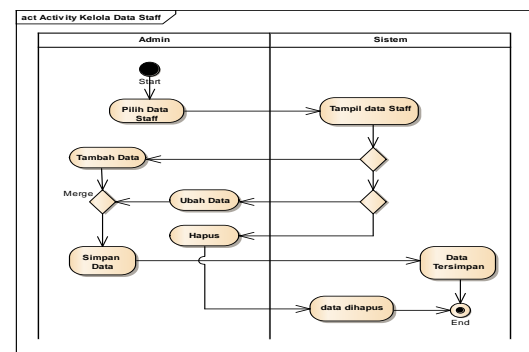 act Activity Kelola Data Staff
Admin
Sistem
Start
Pilih Data
Staff
Tampil data Staff
Tambah Data
Merge
Ubah Data
Hapus
Simpan
Data
Data
Tersimpan
data dihapus
End